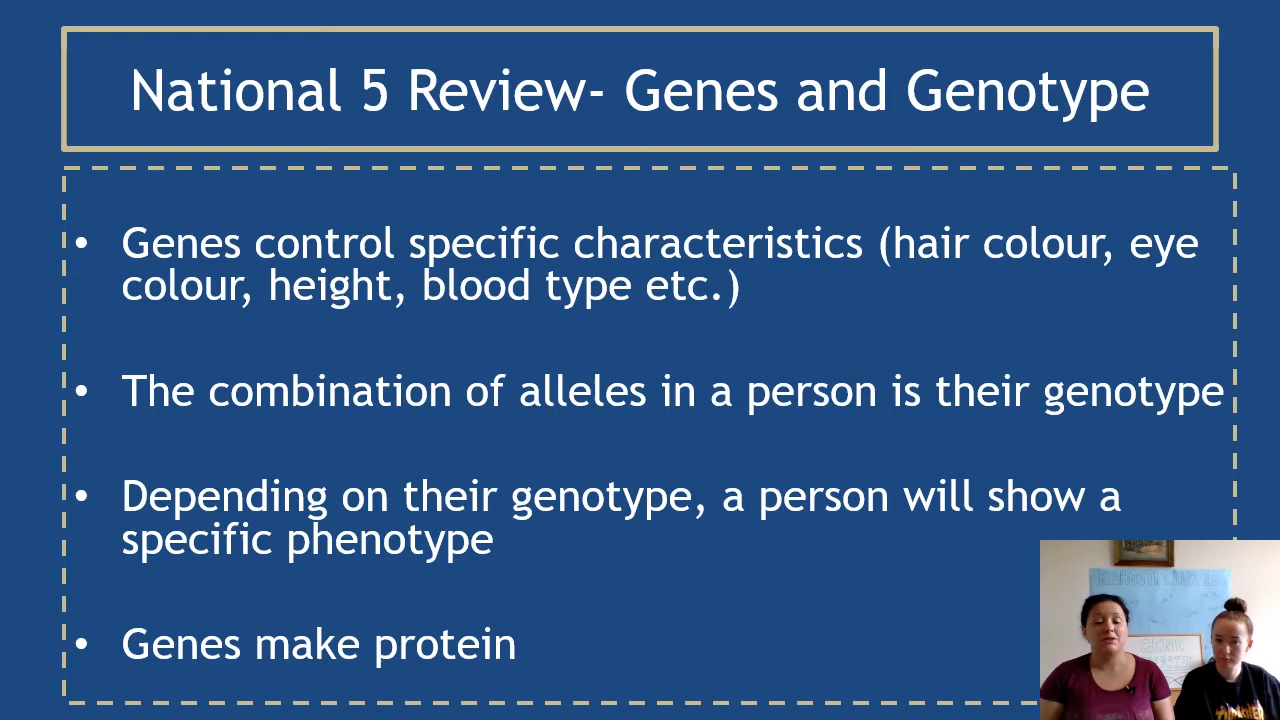 National 5 Review- Genes and Genotype
• Genes control specific characteristics (hair colour, eye
colour, height, blood type etc.)
• The combination of alleles in a person is their genotype
• Depending on their genotype, a person will show a
specific phenotype
• Genes make protein